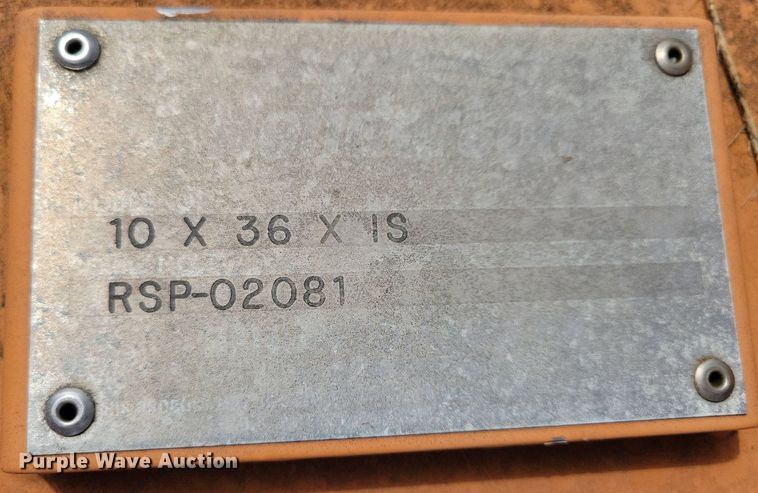 10 X 36 X IS
RSP-02081
Purple Wave Auction